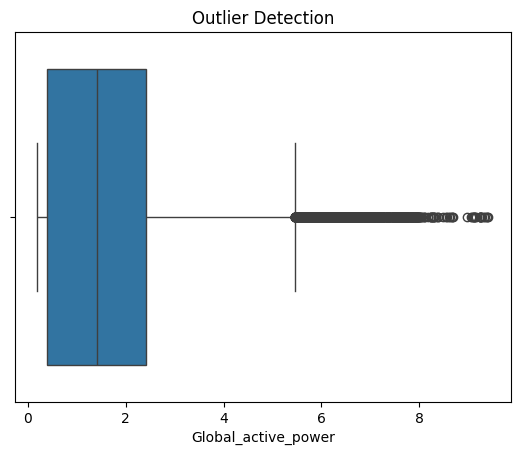 Outlier Detection
0 2 4 6 8
Global_active_power